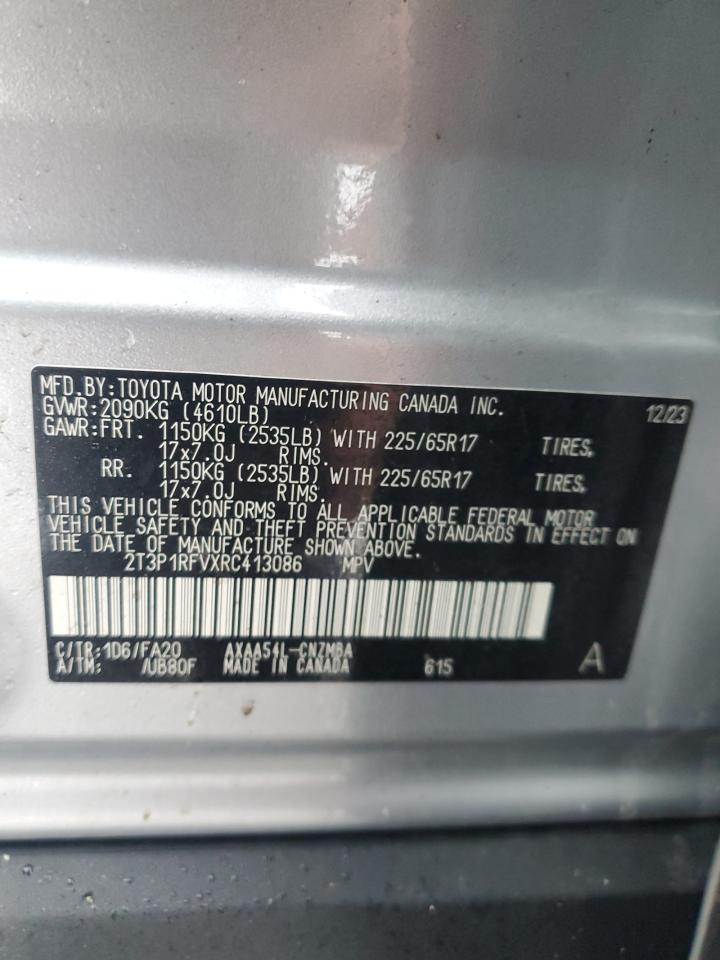 MFD.BY:TOYOTA MOTOR MANUFACTURING CANADA INC. 12/23
GVWR:2090KG (4610LB)
GAWR:FRT. 1150KG (2535LB) WITH 225/65R17 TIRES,
17x7.0J RIMS,
RR. 1150KG (2535LB) WITH 225/65R17 TIRES,
17x7.0J RIMS.
THIS VEHICLE CONFORMS TO ALL APPLICABLE FEDERAL MOTOR
VEHICLE SAFETY AND THEFT PREVENTION STANDARDS IN EFFECT ON
THE DATE OF MANUFACTURE SHOWN ABOVE.
2T3P1RFVXRC413086 MPV
C/TR:1D6/FA20 AXAA54L-CNZMBA
A/TM: /UB80F MADE IN CANADA 615 A